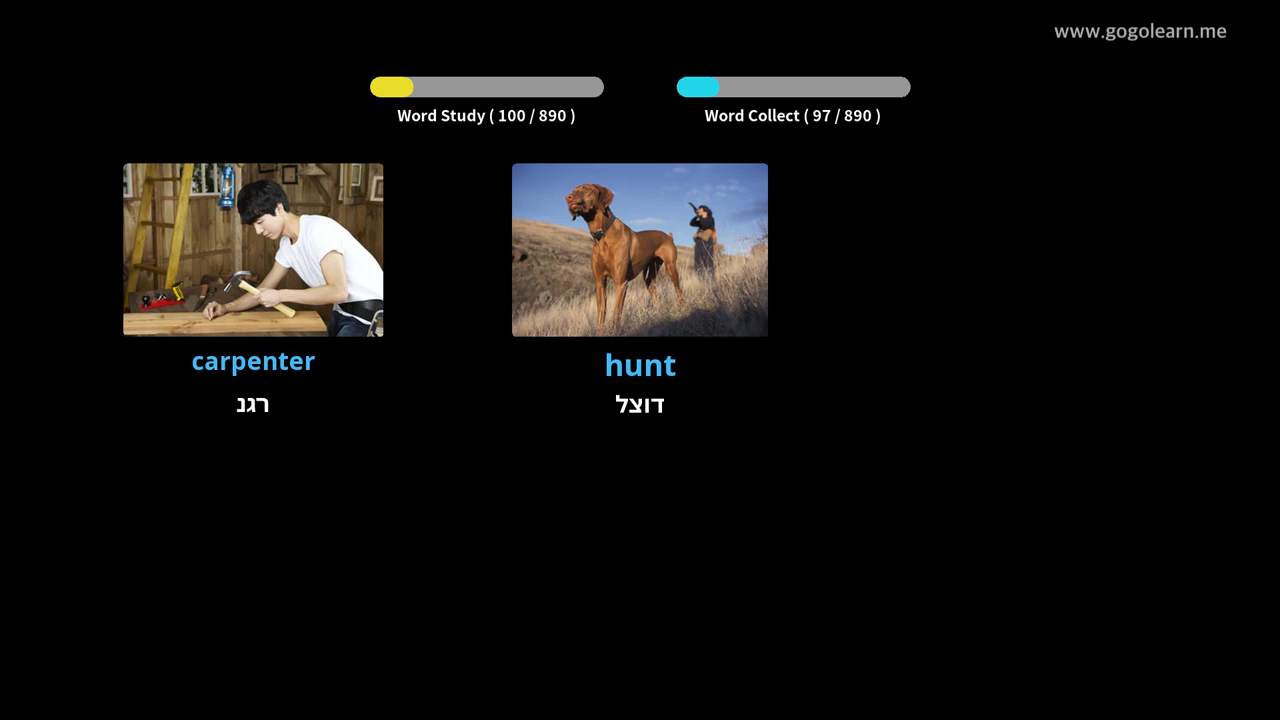 www.gogolearn.me
Word Study ( 100 / 890 )
Word Collect ( 97 / 890 )
carpenter
רגנ
hunt
דוצל